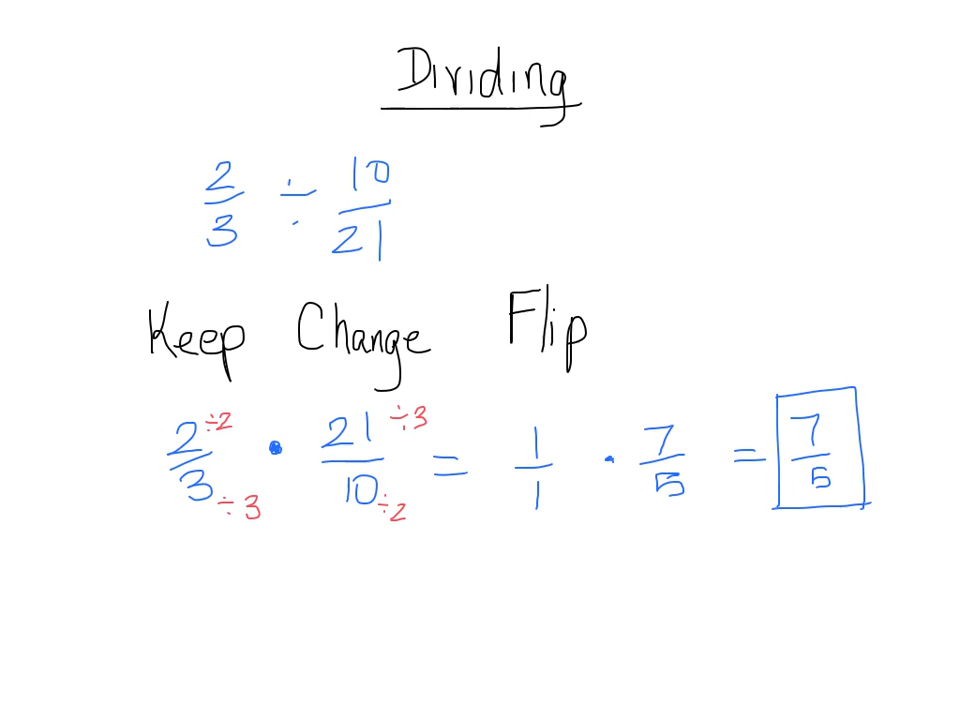 Dividing
2/3 ÷ 10/21
Keep Change Flip
2÷2/3÷3 • 21÷3/10÷2 = 1/1 · 7/5 = 7/5